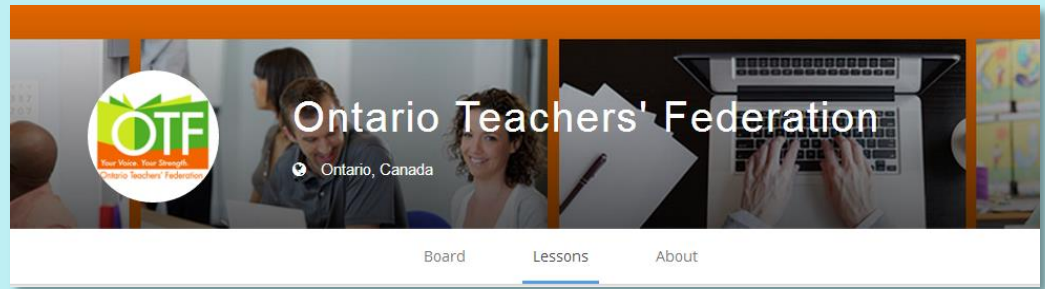 OTF
Your Voice. Your Strength.
Ontario Teachers' Federation
Ontario Teachers' Federation
Ontario, Canada
Board Lessons About